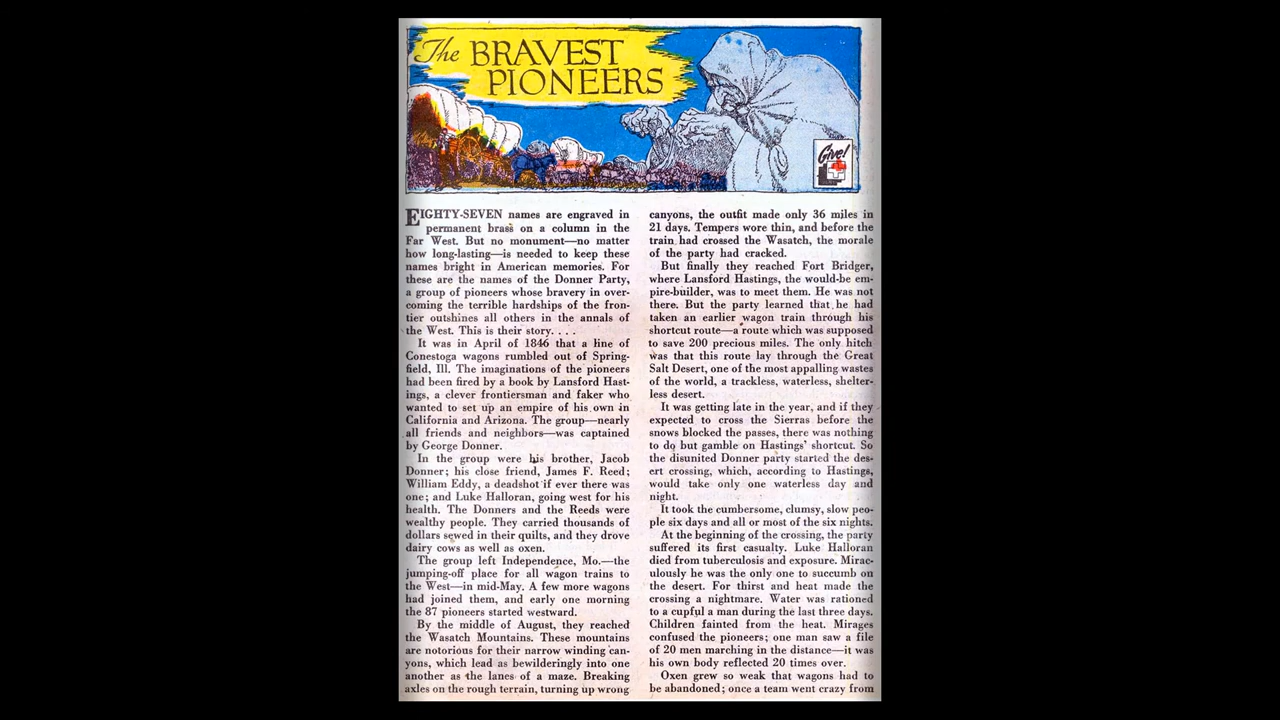 The BRAVEST
PIONEERS
Give!
EIGHTY-SEVEN names are engraved in
permanent brass on a column in the
Far West. But no monument—no matter
how long-lasting—is needed to keep these
names bright in American memories. For
these are the names of the Donner Party,
a group of pioneers whose bravery in over-
coming the terrible hardships of the fron-
tier outshines all others in the annals of
the West. This is their story. . . .
It was in April of 1846 that a line of
Conestoga wagons rumbled out of Spring-
field, Ill. The imaginations of the pioneers
had been fired by a book by Lansford Hast-
ings, a clever frontiersman and faker who
wanted to set up an empire of his own in
California and Arizona. The group—nearly
all friends and neighbors—was captained
by George Donner.
In the group were his brother, Jacob
Donner; his close friend, James F. Reed;
William Eddy, a deadshot if ever there was
one; and Luke Halloran, going west for his
health. The Donners and the Reeds were
wealthy people. They carried thousands of
dollars sewed in their quilts, and they drove
dairy cows as well as oxen.
The group left Independence, Mo.—the
jumping-off place for all wagon trains to
the West—in mid-May. A few more wagons
had joined them, and early one morning
the 87 pioneers started westward.
By the middle of August, they reached
the Wasatch Mountains. These mountains
are notorious for their narrow winding can-
yons, which lead as bewilderingly into one
another as the lanes of a maze. Breaking
axles on the rough terrain, turning up wrong
canyons, the outfit made only 36 miles in
21 days. Tempers wore thin, and before the
train had crossed the Wasatch, the morale
of the party had cracked.
But finally they reached Fort Bridger,
where Lansford Hastings, the would-be em-
pire-builder, was to meet them. He was not
there. But the party learned that he had
taken an earlier wagon train through his
shortcut route—a route which was supposed
to save 200 precious miles. The only hitch
was that this route lay through the Great
Salt Desert, one of the most appalling wastes
of the world, a trackless, waterless, shelter-
less desert.
It was getting late in the year, and if they
expected to cross the Sierras before the
snows blocked the passes, there was nothing
to do but gamble on Hastings' shortcut. So
the disunited Donner party started the des-
ert crossing, which, according to Hastings,
would take only one waterless day and
night.
It took the cumbersome, clumsy, slow peo-
ple six days and all or most of the six nights.
At the beginning of the crossing, the party
suffered its first casualty. Luke Halloran
died from tuberculosis and exposure. Mirac-
ulously he was the only one to succumb on
the desert. For thirst and heat made the
crossing a nightmare. Water was rationed
to a cupful a man during the last three days.
Children fainted from the heat. Mirages
confused the pioneers; one man saw a file
of 20 men marching in the distance—it was
his own body reflected 20 times over.
Oxen grew so weak that wagons had to
be abandoned; once a team went crazy from